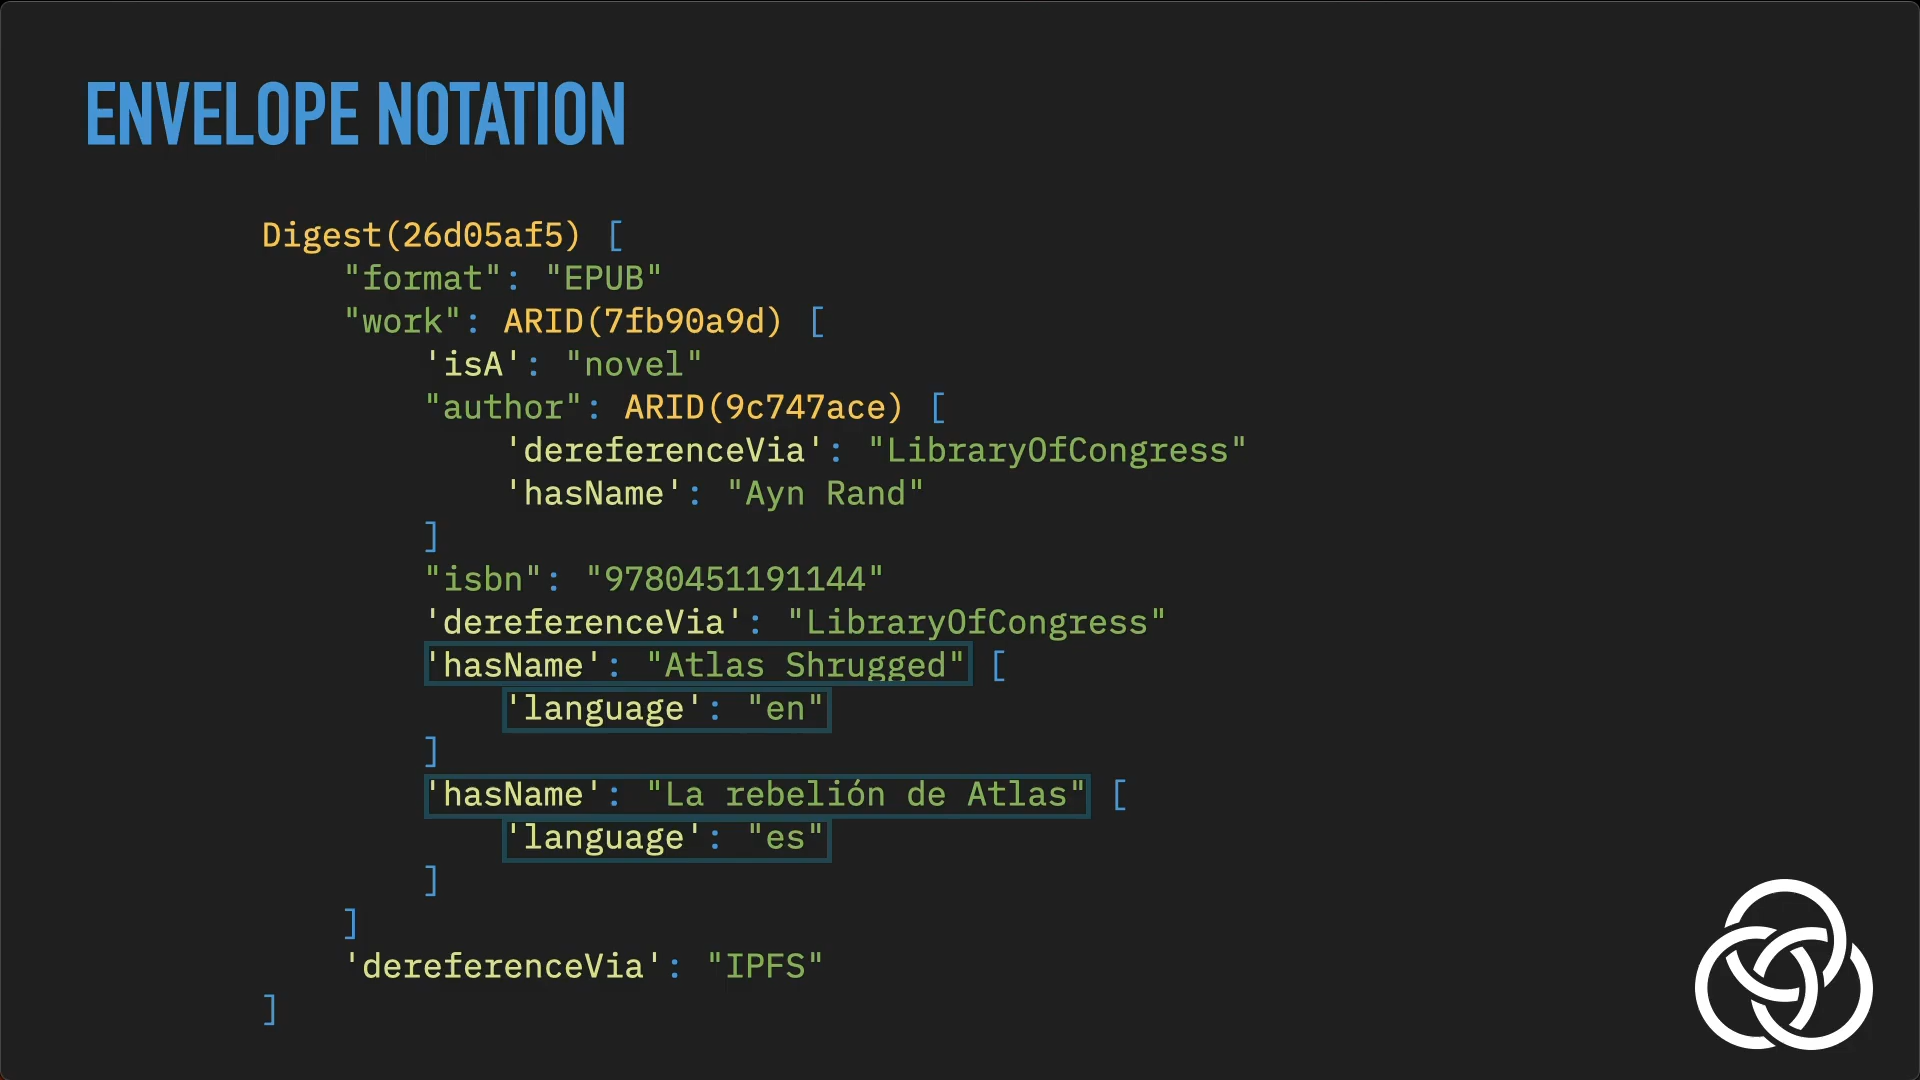 ENVELOPE NOTATION
Digest(26d05af5) [
"format": "EPUB"
"work": ARID(7fb90a9d) [
'isA': "novel"
"author": ARID(9c747ace) [
'dereferenceVia': "LibraryOfCongress"
'hasName': "Ayn Rand"
]
"isbn": "9780451191144"
'dereferenceVia': "LibraryOfCongress"
'hasName': "Atlas Shrugged" [
'language': "en"
]
'hasName': "La rebelión de Atlas" [
'language': "es"
]
]
'dereferenceVia': "IPFS"
]